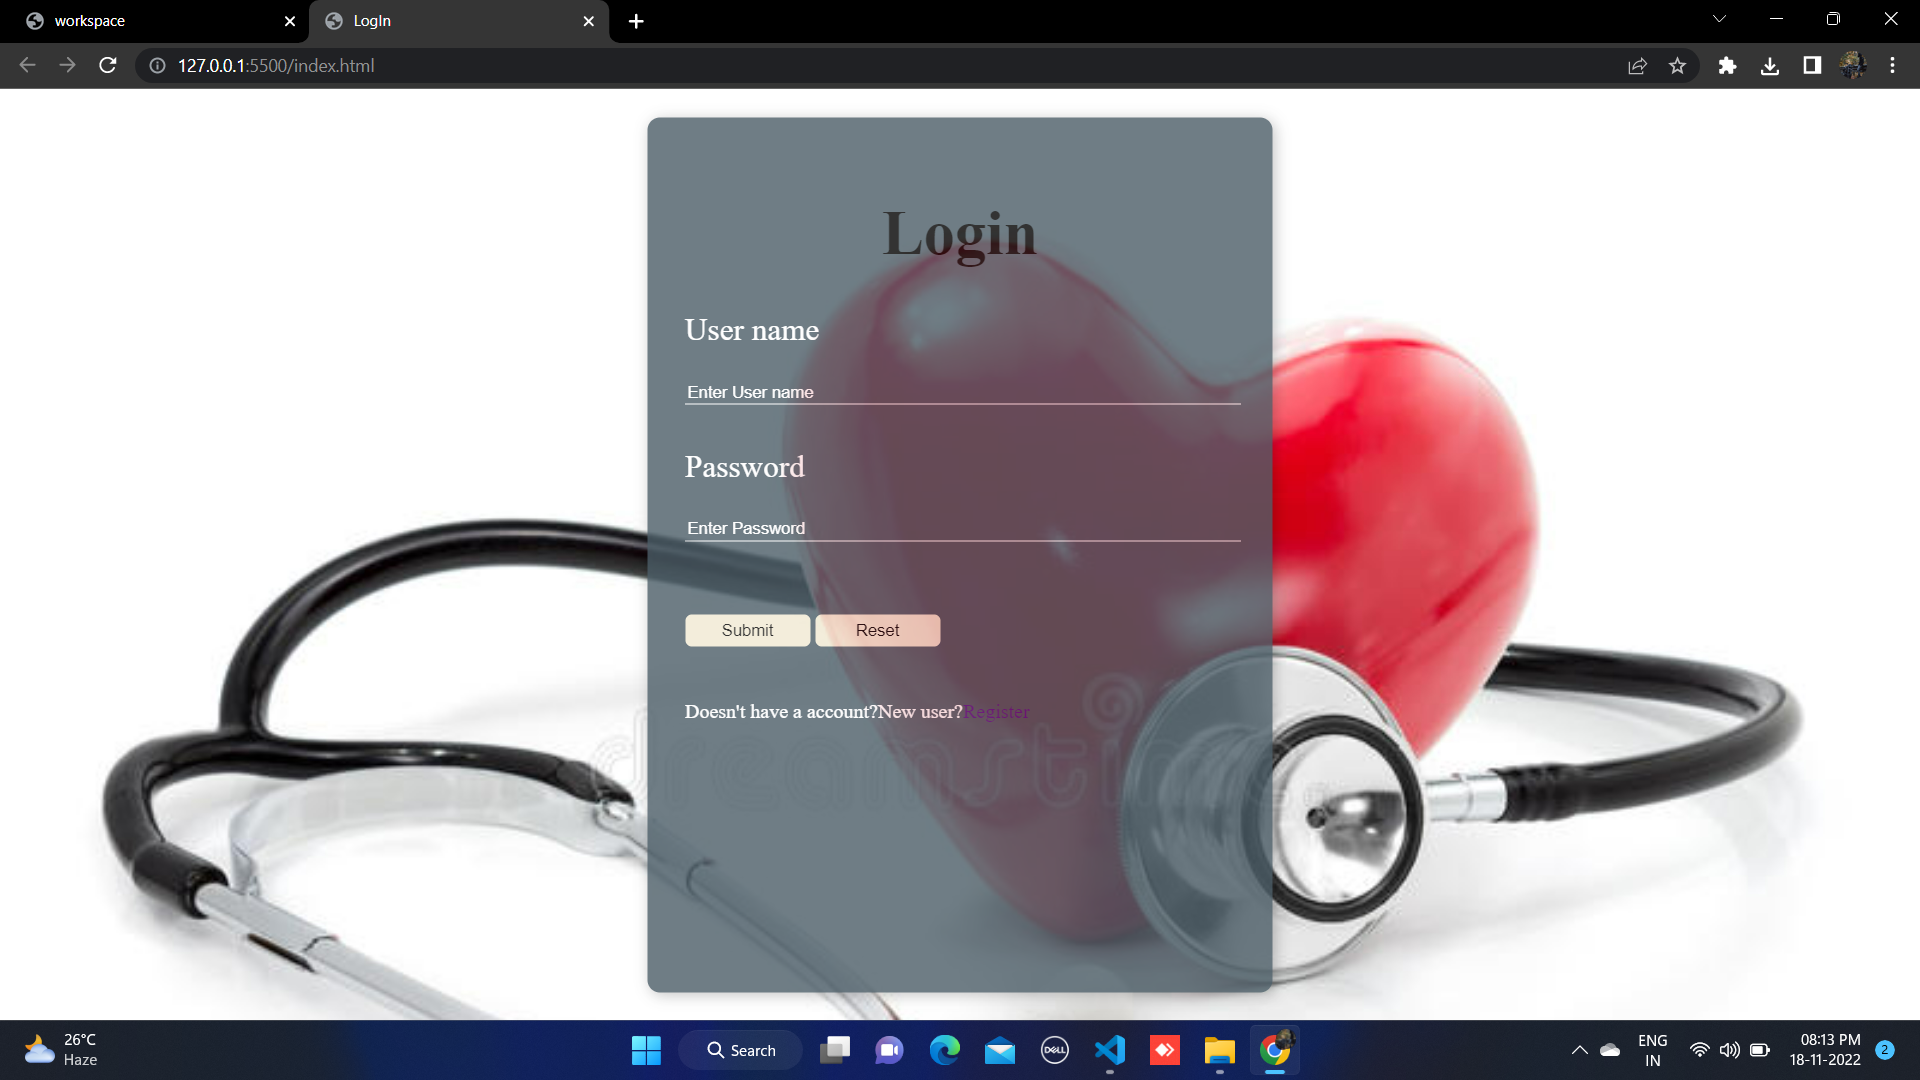 workspace
LogIn
127.0.0.1:5500/index.html
Login
User name
Enter User name
Password
Enter Password
Submit Reset
Doesn't have a account?New user?Register
dreamstime
26°C
Haze
Search
DELL
ENG
IN
08:13 PM
18-11-2022
2